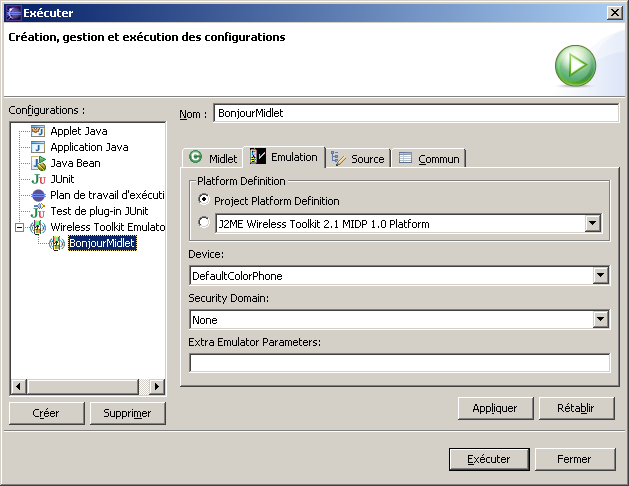 Exécuter
Création, gestion et exécution des configurations
Configurations :
Applet Java
Application Java
Java Bean
JUnit
Plan de travail d'exécuti
Test de plug-in JUnit
Wireless Toolkit Emulato
BonjourMidlet
Créer
Supprimer
Nom :
BonjourMidlet
Midlet
Emulation
Source
Commun
Platform Definition
Project Platform Definition
J2ME Wireless Toolkit 2.1 MIDP 1.0 Platform
Device:
DefaultColorPhone
Security Domain:
None
Extra Emulator Parameters:
Appliquer
Rétablir
Exécuter
Fermer